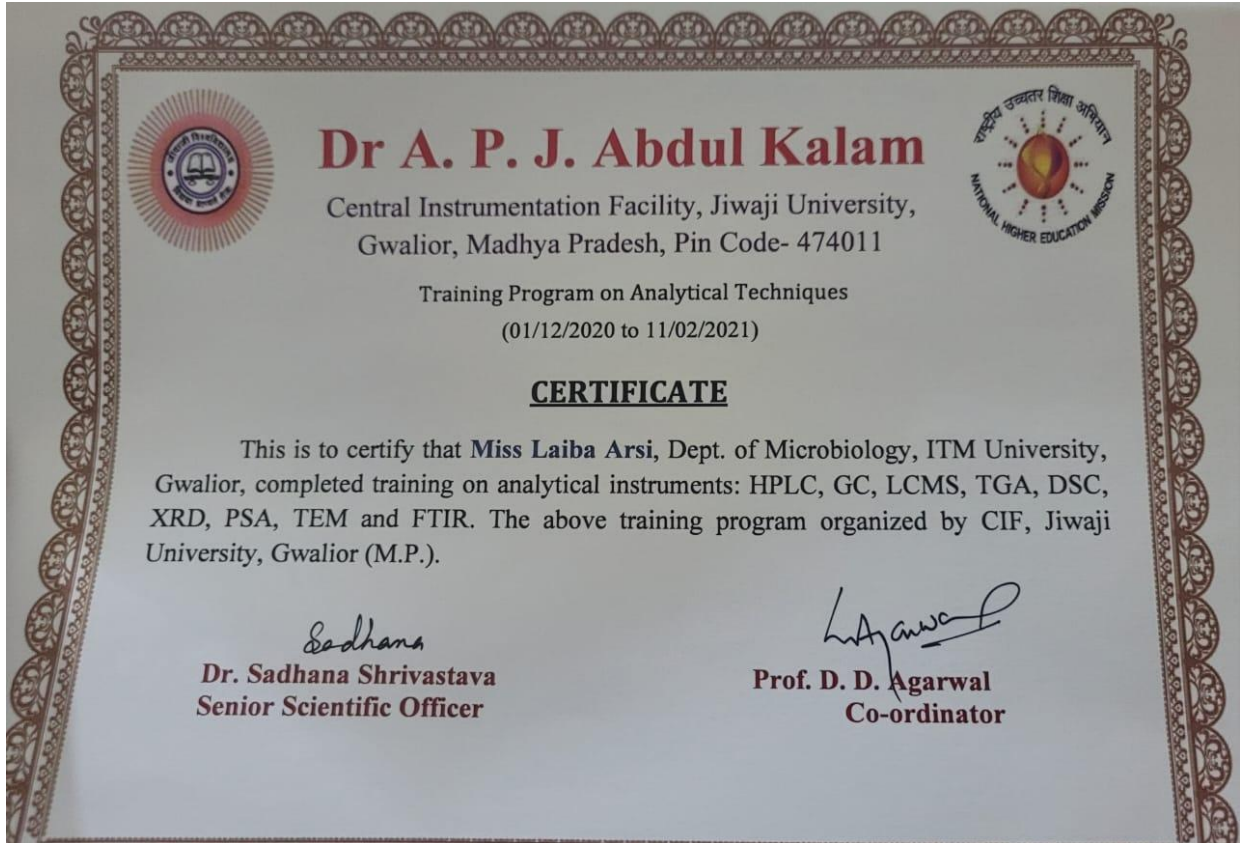 Dr A. P. J. Abdul Kalam
Central Instrumentation Facility, Jiwaji University,
Gwalior, Madhya Pradesh, Pin Code- 474011
राष्ट्रीय उच्चतर शिक्षा अभियान
NATIONAL HIGHER EDUCATION MISSION
Training Program on Analytical Techniques
(01/12/2020 to 11/02/2021)
CERTIFICATE
This is to certify that Miss Laiba Arsi, Dept. of Microbiology, ITM University,
Gwalior, completed training on analytical instruments: HPLC, GC, LCMS, TGA, DSC,
XRD, PSA, TEM and FTIR. The above training program organized by CIF, Jiwaji
University, Gwalior (M.P.).
Sadhana
Dr. Sadhana Shrivastava
Senior Scientific Officer
Prof. D. D. Agarwal
Co-ordinator